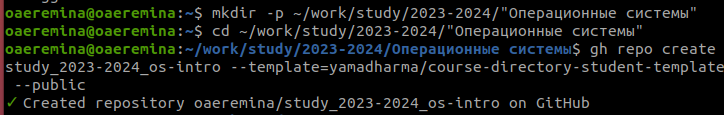 oaeremina@oaeremina:~$ mkdir -p ~/work/study/2023-2024/"Операционные системы"
oaeremina@oaeremina:~$ cd ~/work/study/2023-2024/"Операционные системы"
oaeremina@oaeremina:~/work/study/2023-2024/Операционные системы$ gh repo create
study_2023-2024_os-intro --template=yamadharma/course-directory-student-template
 --public
✓ Created repository oaeremina/study_2023-2024_os-intro on GitHub